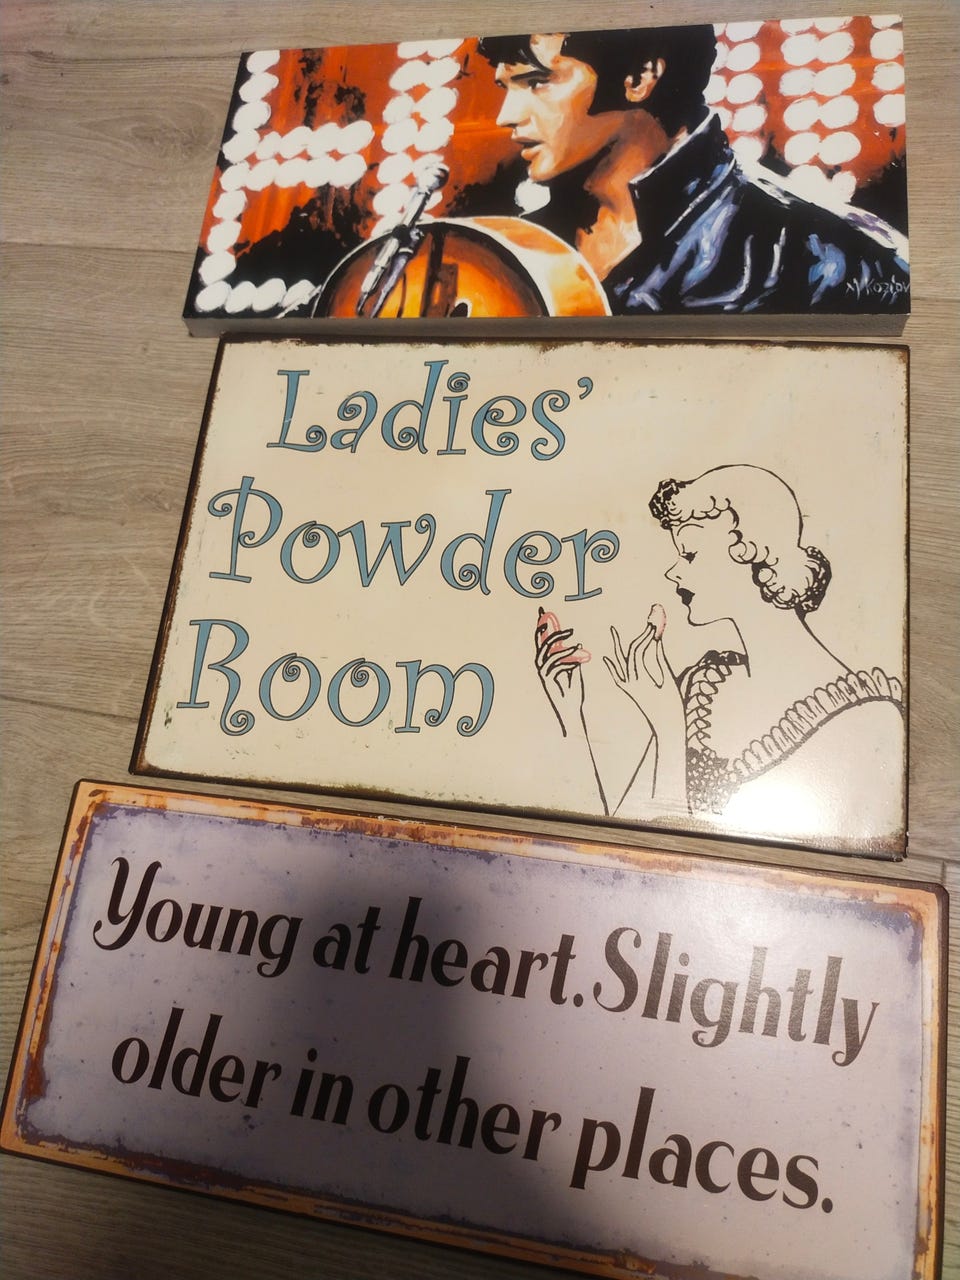 Ladies’
Powder
Room
Young at heart.Slightly
older in other places.